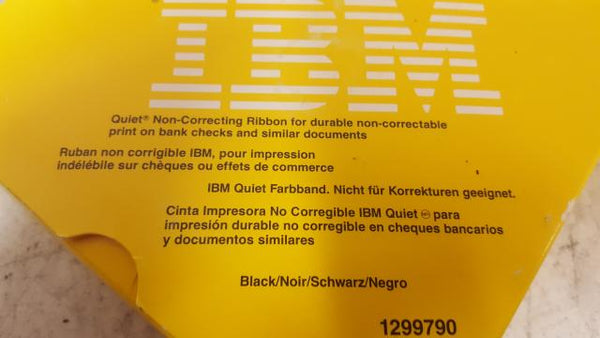 IBM
Quiet® Non-Correcting Ribbon for durable non-correctable
print on bank checks and similar documents
Ruban non corrigible IBM, pour impression
indélébile sur chèques ou effets de commerce
IBM Quiet Farbband. Nicht für Korrekturen geeignet.
Cinta Impresora No Corregible IBM Quiet para
impresión durable no corregible en cheques bancarios
y documentos similares
Black/Noir/Schwarz/Negro
1299790